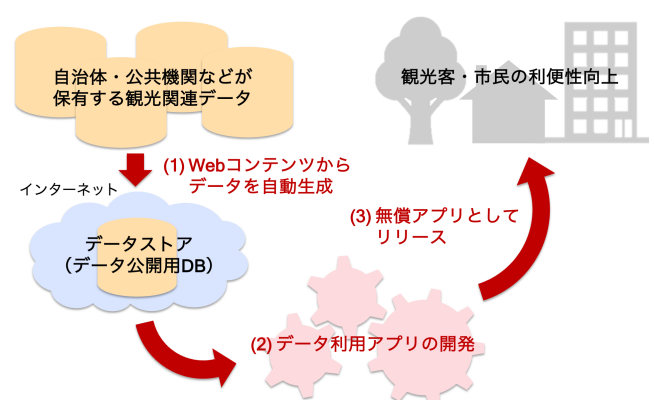 自治体・公共機関などが
保有する観光関連データ
観光客・市民の利便性向上
(1) Webコンテンツから
データを自動生成
インターネット
データストア
（データ公開用DB）
(3) 無償アプリとして
リリース
(2) データ利用アプリの開発